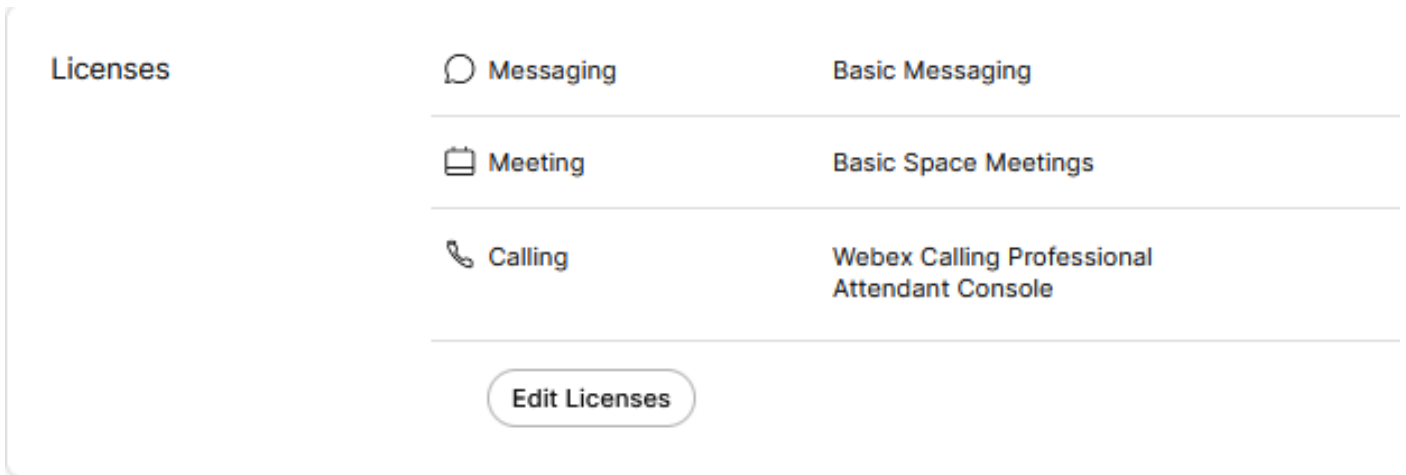 Licenses
Messaging
Basic Messaging
Meeting
Basic Space Meetings
Calling
Webex Calling Professional
Attendant Console
Edit Licenses